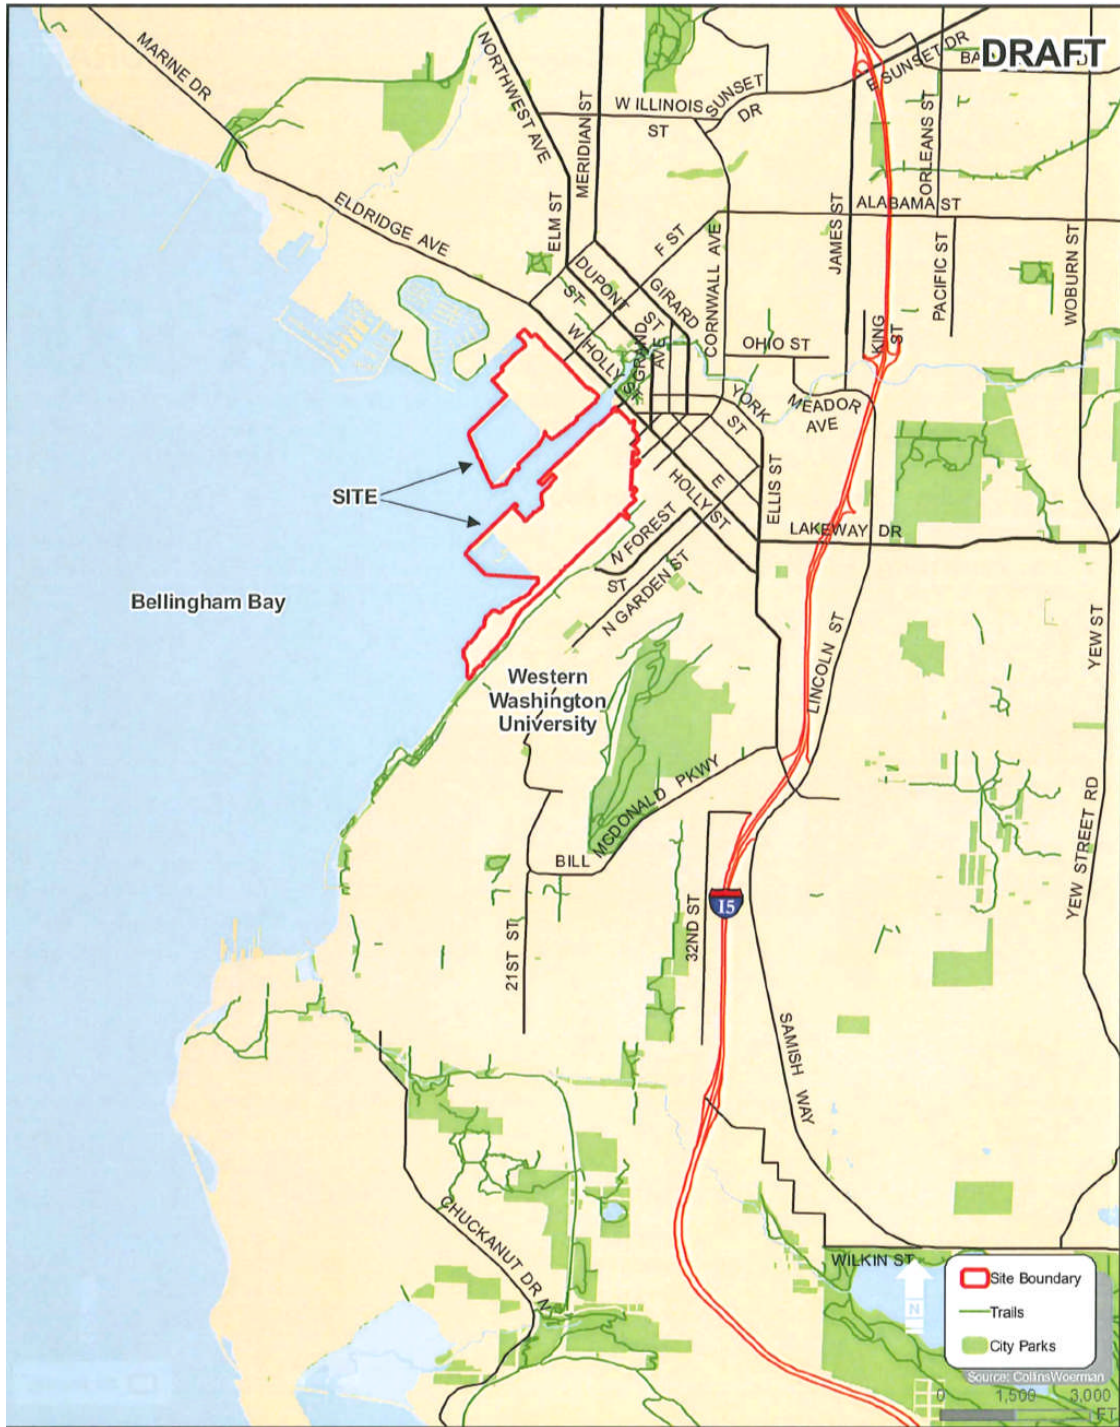 DRAFT
MARINE DR
NORTHWEST AVE
MERIDIAN ST
W ILLINOIS
ST
SUNSET
DR
E SUNSET DR
BA
D
ORLEANS ST
ALABAMA ST
ELDRIDGE AVE
ELM ST
F ST
CORNWALL AVE
JAMES ST
PACIFIC ST
WOBURN ST
DUPONT
ST
GIRARD
ST
W HOLLY
ST
GRAND
AVE
OHIO ST
KING
ST
YORK
ST
MEADOR
AVE
SITE
E
HOLLY ST
ELLIS ST
LAKEWAY DR
N FOREST
ST
N GARDEN ST
Bellingham Bay
LINCOLN ST
YEW ST
Western
Washington
University
BILL MCDONALD PKWY
YEW STREET RD
I5
21ST ST
32ND ST
SAMISH WAY
CHUCKANUT DR N
WILKIN ST
N
Site Boundary
Trails
City Parks
Source: CollinsWoerman
0 1,500 3,000
FT